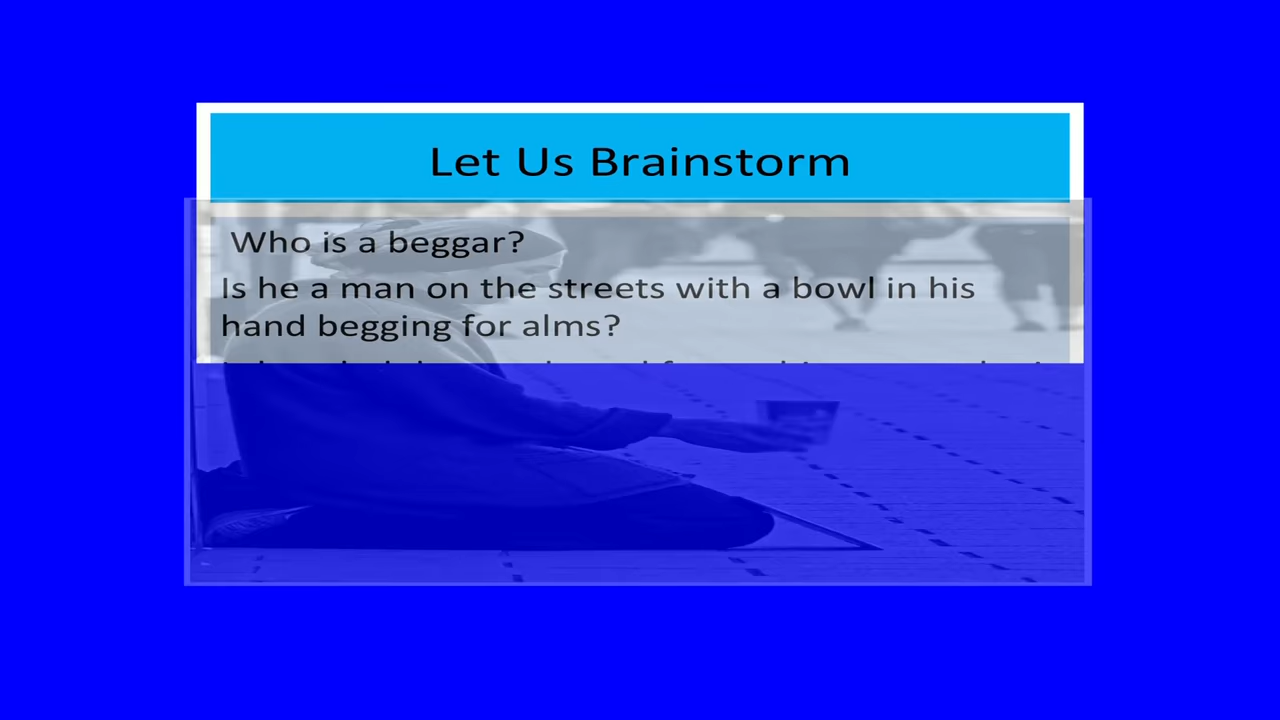 Let Us Brainstorm
Who is a beggar?
Is he a man on the streets with a bowl in his
hand begging for alms?